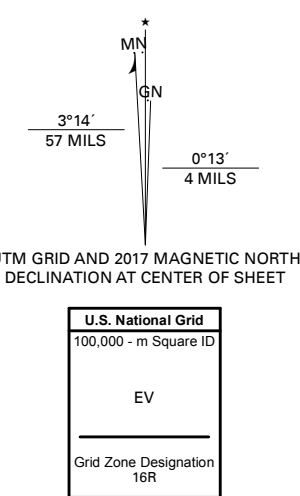 MN
GN
3°14´
57 MILS
0°13´
4 MILS
UTM GRID AND 2017 MAGNETIC NORTH
DECLINATION AT CENTER OF SHEET
U.S. National Grid
100,000 - m Square ID
EV
Grid Zone Designation
16R